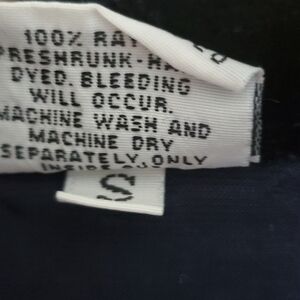 100% RAY
PRESHRUNK-HA
DYED. BLEEDING
WILL OCCUR.
MACHINE WASH AND
MACHINE DRY
SEPARATELY. ONLY
S